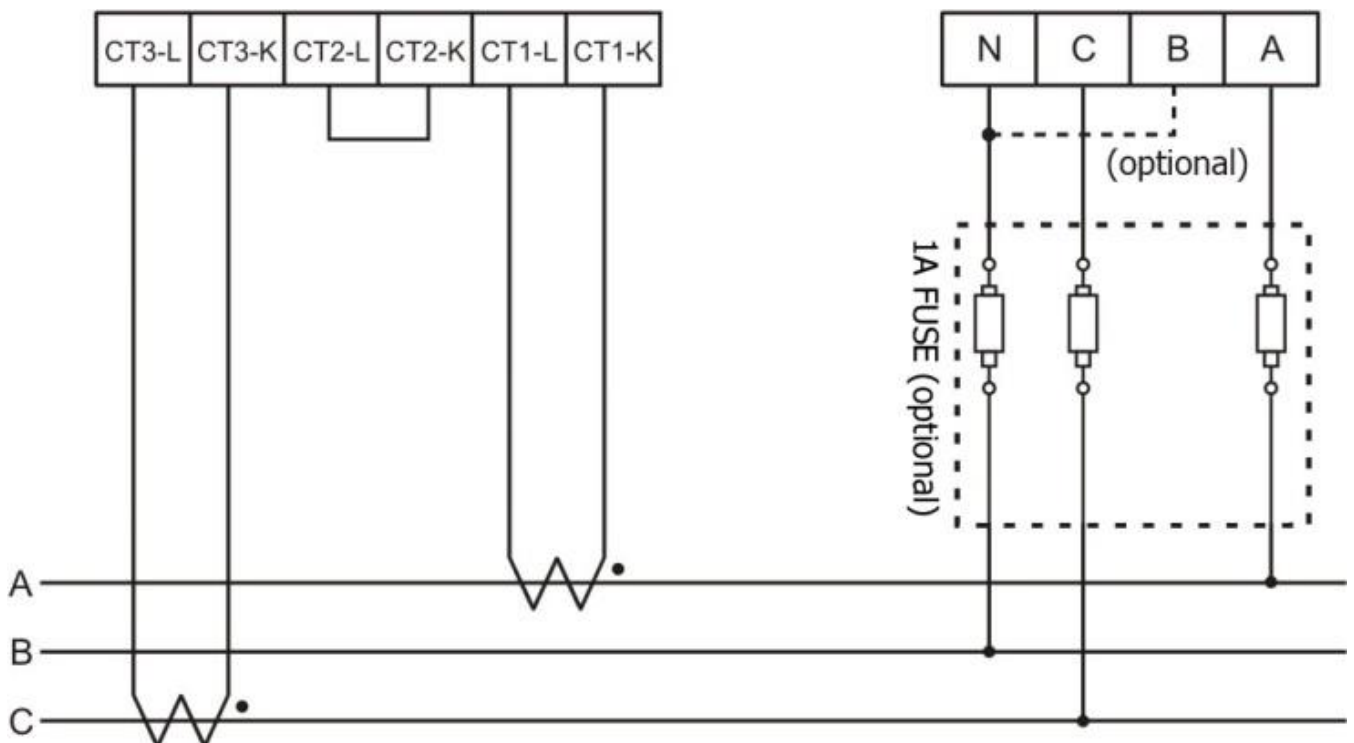 CT3-L CT3-K CT2-L CT2-K CT1-L CT1-K
N C B A
(optional)
1A FUSE (optional)
A
B
C